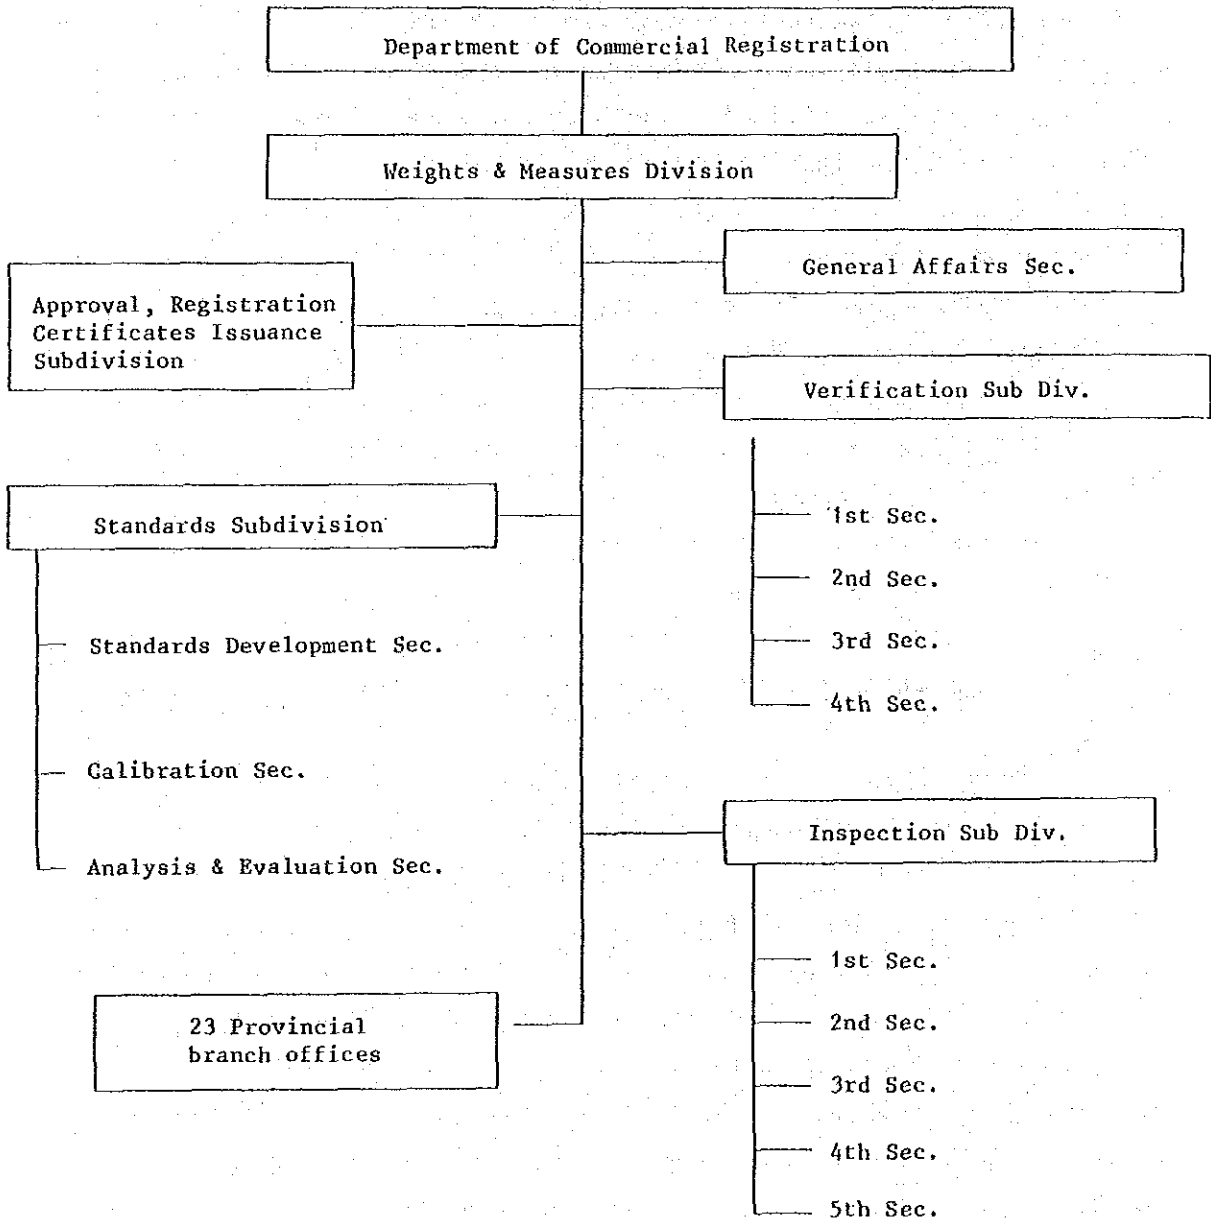 Department of Commercial Registration
Weights & Measures Division
General Affairs Sec.
Approval, Registration
Certificates Issuance
Subdivision
Verification Sub Div.
1st Sec.
2nd Sec.
3rd Sec.
4th Sec.
Standards Subdivision
Standards Development Sec.
Galibration Sec.
Analysis & Evaluation Sec.
Inspection Sub Div.
1st Sec.
2nd Sec.
3rd Sec.
4th Sec.
5th Sec.
23 Provincial
branch offices